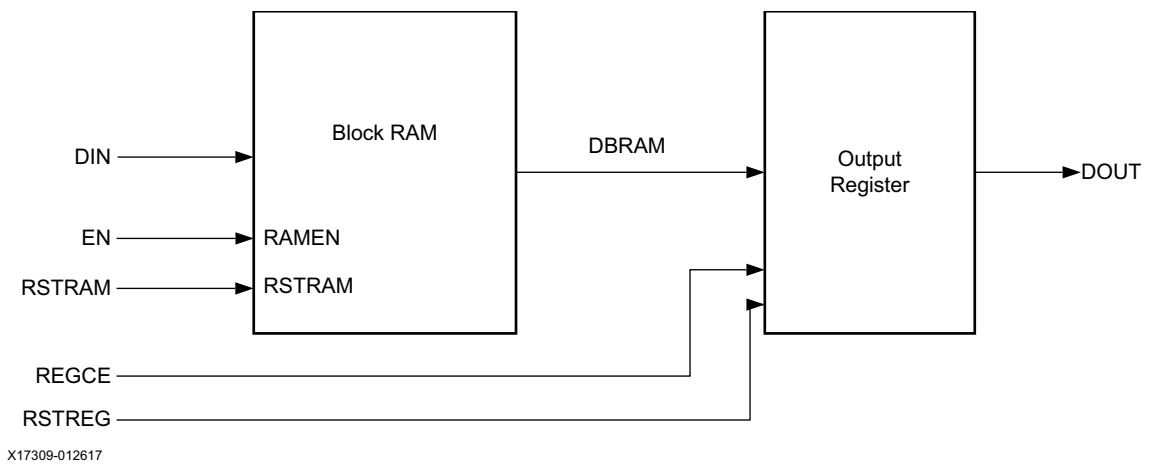 Block RAM
DBRAM
Output
Register
DIN
DOUT
EN
RAMEN
RSTRAM
RSTRAM
REGCE
RSTREG
X17309-012617